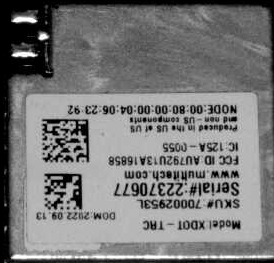 Model:XDOT-TRC
SKU#:70002953L
Serial#:22370677
www.multitech.com
FCC ID:AU792U13A16858
IC:125A-0055
Produced in the US of US
and non-US components
NODE:00:80:00:00:06:23:92
DOM:2022.09.13